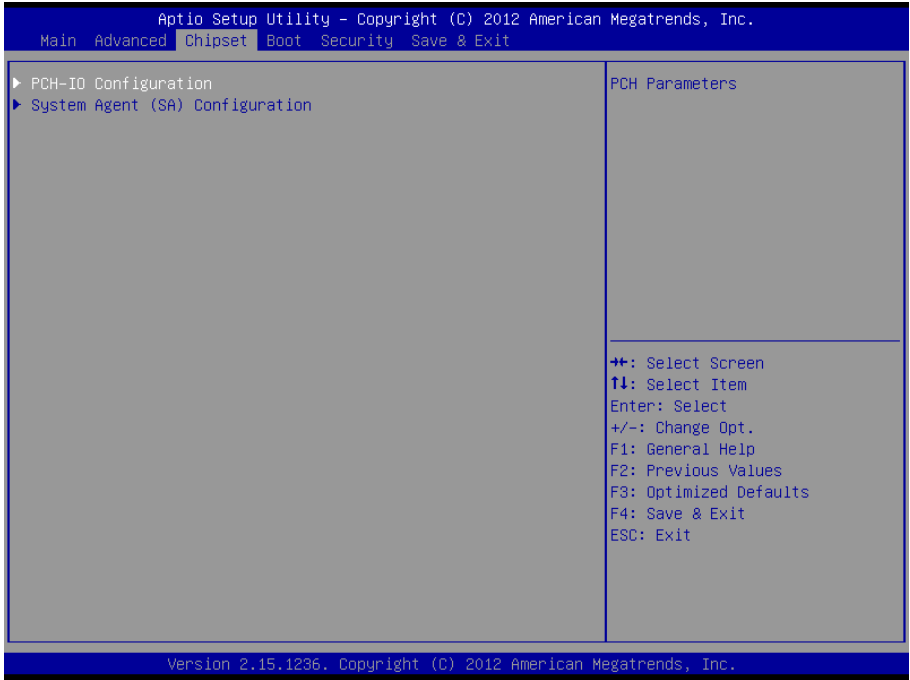 Aptio Setup Utility – Copyright (C) 2012 American Megatrends, Inc.
Main Advanced Chipset Boot Security Save & Exit
▶ PCH-IO Configuration
▶ System Agent (SA) Configuration
PCH Parameters
→←: Select Screen
↑↓: Select Item
Enter: Select
+/-: Change Opt.
F1: General Help
F2: Previous Values
F3: Optimized Defaults
F4: Save & Exit
ESC: Exit
Version 2.15.1236. Copyright (C) 2012 American Megatrends, Inc.